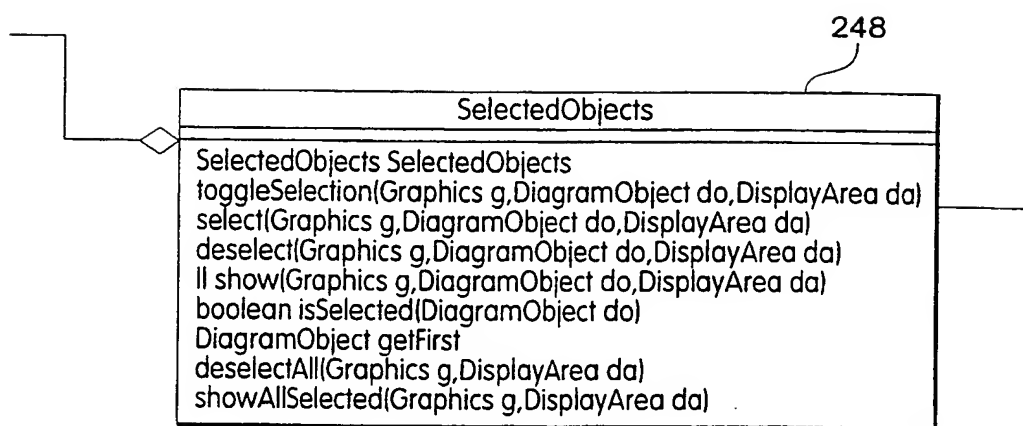 248
SelectedObjects
SelectedObjects SelectedObjects
toggleSelection(Graphics g,DiagramObject do,DisplayArea da)
select(Graphics g,DiagramObject do,DisplayArea da)
deselect(Graphics g,DiagramObject do,DisplayArea da)
ll show(Graphics g,DiagramObject do,DisplayArea da)
boolean isSelected(DiagramObject do)
DiagramObject getFirst
deselectAll(Graphics g,DisplayArea da)
showAllSelected(Graphics g,DisplayArea da)